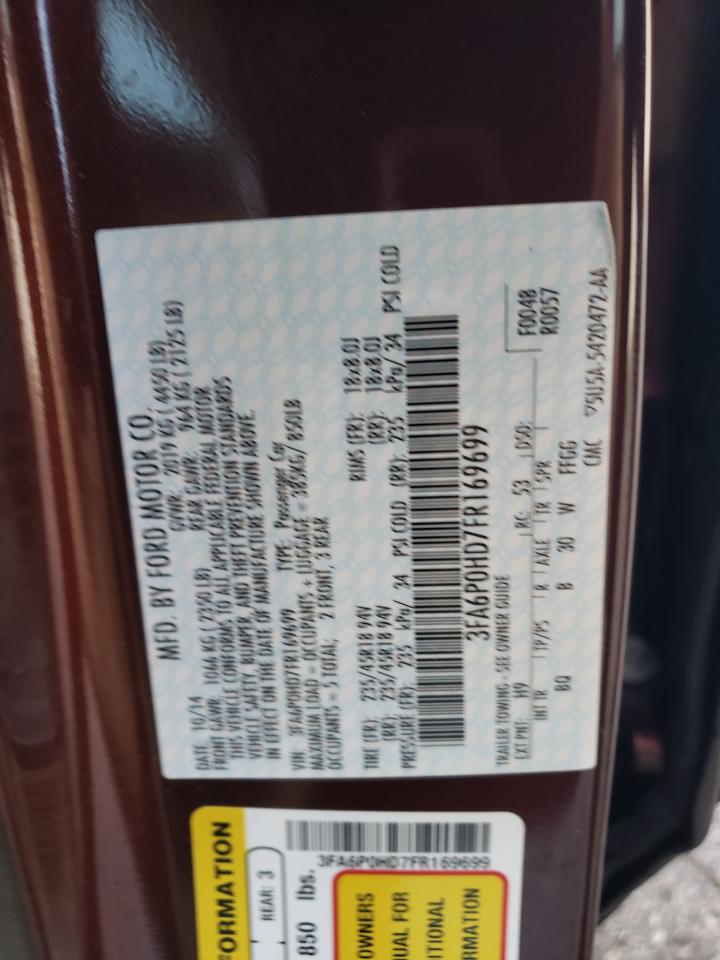 MFD. BY FORD MOTOR CO.
DATE: 10/14 GVWR: 2019 KG ( 4450 LB)
FRONT GAWR: 1066 KG ( 2350 LB) REAR GAWR: 964 KG ( 2125 LB)
THIS VEHICLE CONFORMS TO ALL APPLICABLE FEDERAL MOTOR
VEHICLE SAFETY, BUMPER, AND THEFT PREVENTION STANDARDS
IN EFFECT ON THE DATE OF MANUFACTURE SHOWN ABOVE.
VIN: 3FA6P0HD7FR169699 TYPE: Passenger Car
MAXIMUM LOAD = OCCUPANTS + LUGGAGE = 385KG/ 850LB
OCCUPANTS = 5 TOTAL: 2 FRONT, 3 REAR
TIRE (FR): 235/45R18 94V RIMS (FR): 18x8.0J
(RR): 235/45R18 94V (RR): 18x8.0J
PRESSURE (FR): 235 kPa/ 34 PSI COLD (RR): 235 kPa/ 34 PSI COLD
3FA6P0HD7FR169699
TRAILER TOWING - SEE OWNER GUIDE
F0048
R0057
EXT PNT: H9 RC: 53 DSO:
INT TR TP/PS R AXLE TR SPR
BQ B 30 W FFGG
CMC 5U5A-5420472-AA
ORMATION
REAR: 3
850 lbs.
3FA6P0HD7FR169699
OWNERS
UAL FOR
ITIONAL
RMATION